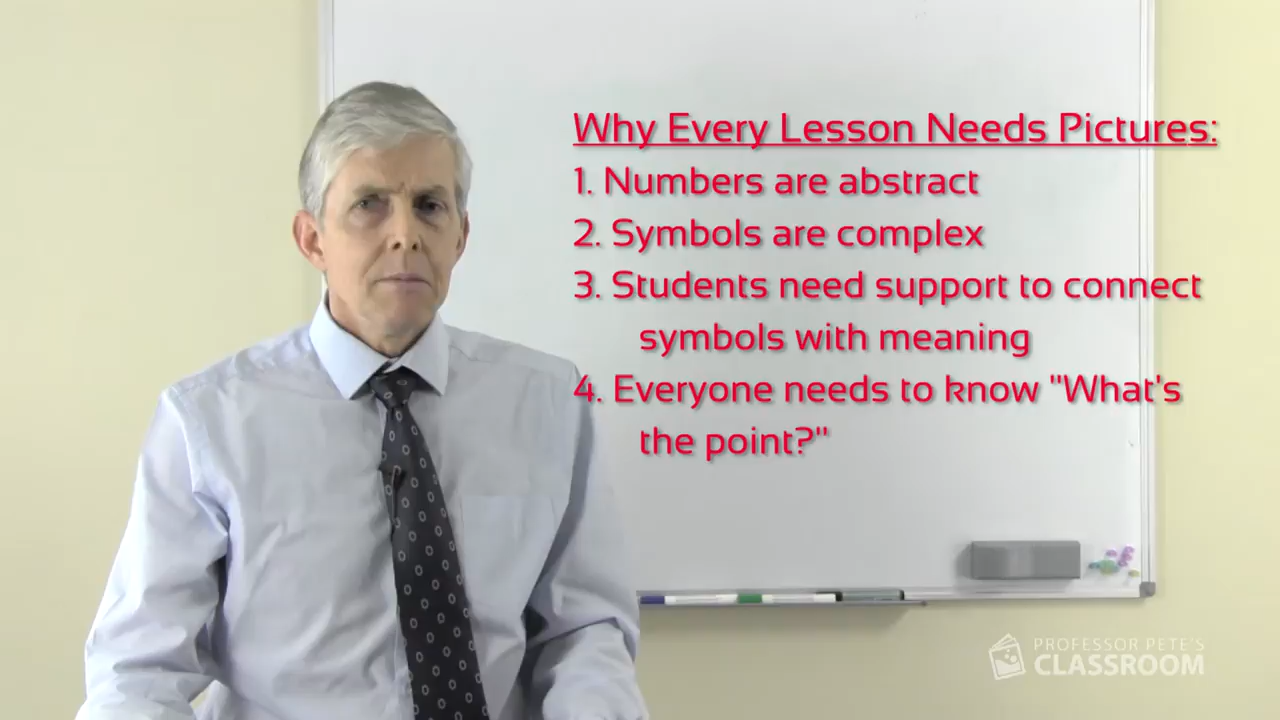 Why Every Lesson Needs Pictures:
1. Numbers are abstract
2. Symbols are complex
3. Students need support to connect
symbols with meaning
4. Everyone needs to know "What's
the point?"
PROFESSOR PETE'S
CLASSROOM